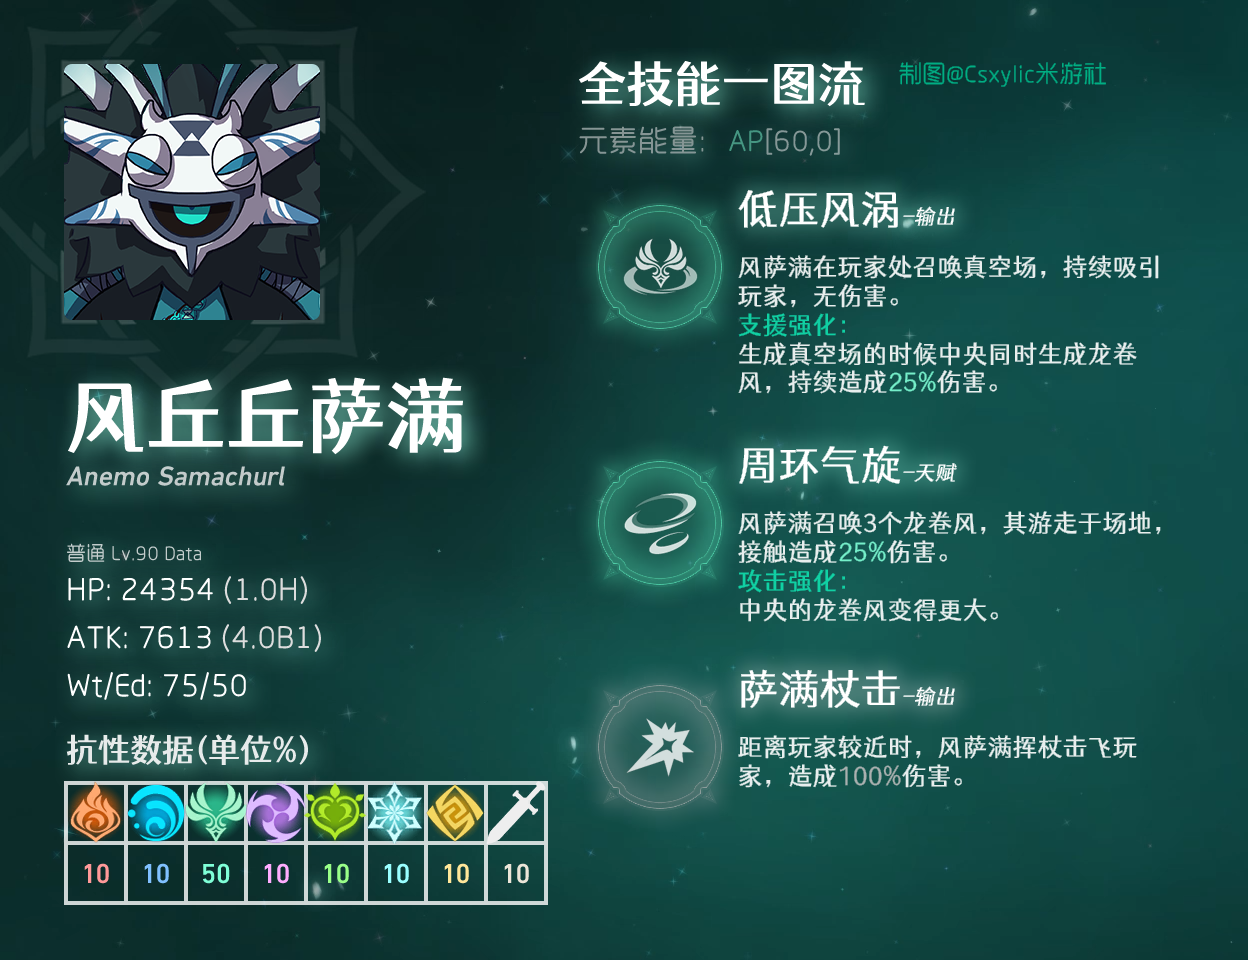 全技能一图流
制图@Csxylic米游社
元素能量： AP[60,0]
低压风涡-输出
风萨满在玩家处召唤真空场，持续吸引
玩家，无伤害。
支援强化：
生成真空场的时候中央同时生成龙卷
风，持续造成25%伤害。
周环气旋-天赋
风萨满召唤3个龙卷风，其游走于场地，
接触造成25%伤害。
攻击强化：
中央的龙卷风变得更大。
萨满杖击-输出
距离玩家较近时，风萨满挥杖击飞玩
家，造成100%伤害。
风丘丘萨满
Anemo Samachurl
普通 Lv.90 Data
HP: 24354 (1.0H)
ATK: 7613 (4.0B1)
Wt/Ed: 75/50
抗性数据(单位%)
10 10 50 10 10 10 10 10